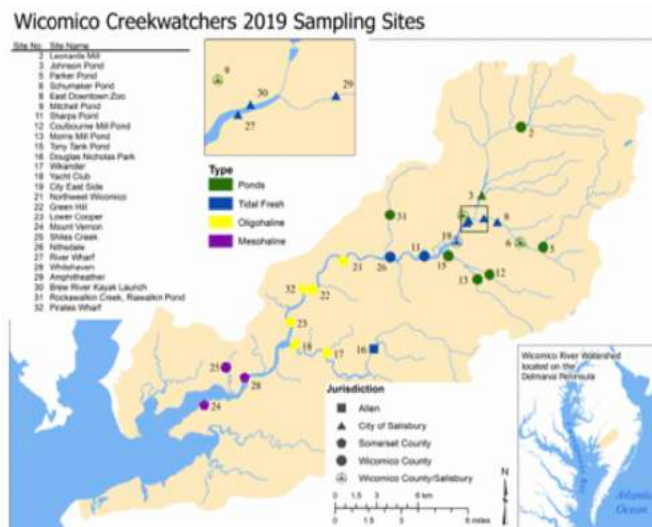 Wicomico Creekwatchers 2019 Sampling Sites
Site No. Site Name
2 Leonards Mill
3 Johnson Pond
5 Parker Pond
6 Schumaker Pond
8 East Downtown Zoo
9 Mitchell Pond
11 Sharps Point
12 Coulbourne Mill Pond
13 Morris Mill Pond
15 Tony Tank Pond
16 Douglas Nicholas Park
17 Wikander
18 Yacht Club
19 City East Side
21 Northwest Wicomico
22 Green Hill
23 Lower Cooper
24 Mount Vernon
25 Shiles Creek
26 Nithsdale
27 River Wharf
28 Whitehaven
29 Amphitheather
30 Brew River Kayak Launch
31 Rockawalkin Creek, Rawalkin Pond
32 Pirates Wharf
9
30
27
29
Type
Ponds
Tidal Fresh
Oligohaline
Mesohaline
2
3
31
8
19
6
5
11
26
15
21
13
12
32
22
23
18
17
16
25
28
24
Jurisdiction
Allen
City of Salisbury
Somerset County
Wicomico County
Wicomico County/Salisbury
0 1.5 3 6 km
0 1.5 3 6 miles
N
Wicomico River Watershed
located on the
Delmarva Peninsula
Atlantic
Ocean